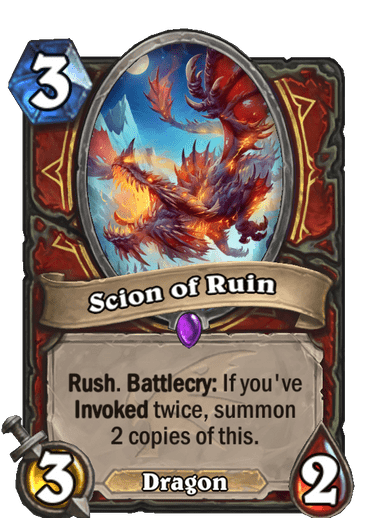 3
Scion of Ruin
Rush. Battlecry: If you've
Invoked twice, summon
2 copies of this.
3
Dragon
2